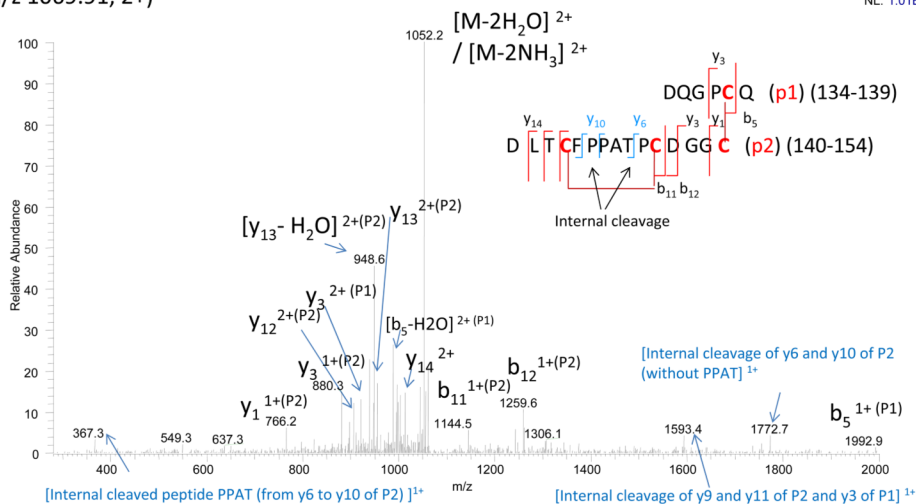 [M-2H₂O] ²⁺
/ [M-2NH₃] ²⁺
1052.2
y₃
DQG PCQ (p1) (134-139)
y₁₄ y₁₀ y₆ y₃ y₁ b₅
D L T CF PPAT PC D GG C (p2) (140-154)
b₁₁ b₁₂
Internal cleavage
Relative Abundance
100
90
80
70
60
50
40
30
20
10
0
[y₁₃- H₂O] ²⁺(P2)
y₁₃ ²⁺(P2)
948.6
y₃ ²⁺ (P1)
y₁₂ ²⁺(P2)
[b₅-H2O] ²⁺ (P1)
y₃ ¹⁺(P2)
880.3
y₁₄ ²⁺
y₁ ¹⁺(P2)
766.2
b₁₁ ¹⁺(P2)
1144.5
b₁₂ ¹⁺(P2)
1259.6
[Internal cleavage of y6 and y10 of P2
(without PPAT] ¹⁺
b₅ ¹⁺ (P1)
367.3
549.3
637.3
1306.1
1593.4
1772.7
1992.9
400 600 800 1000 1200 1400 1600 1800 2000
m/z
[Internal cleaved peptide PPAT (from y6 to y10 of P2) ]¹⁺
[Internal cleavage of y9 and y11 of P2 and y3 of P1] ¹⁺